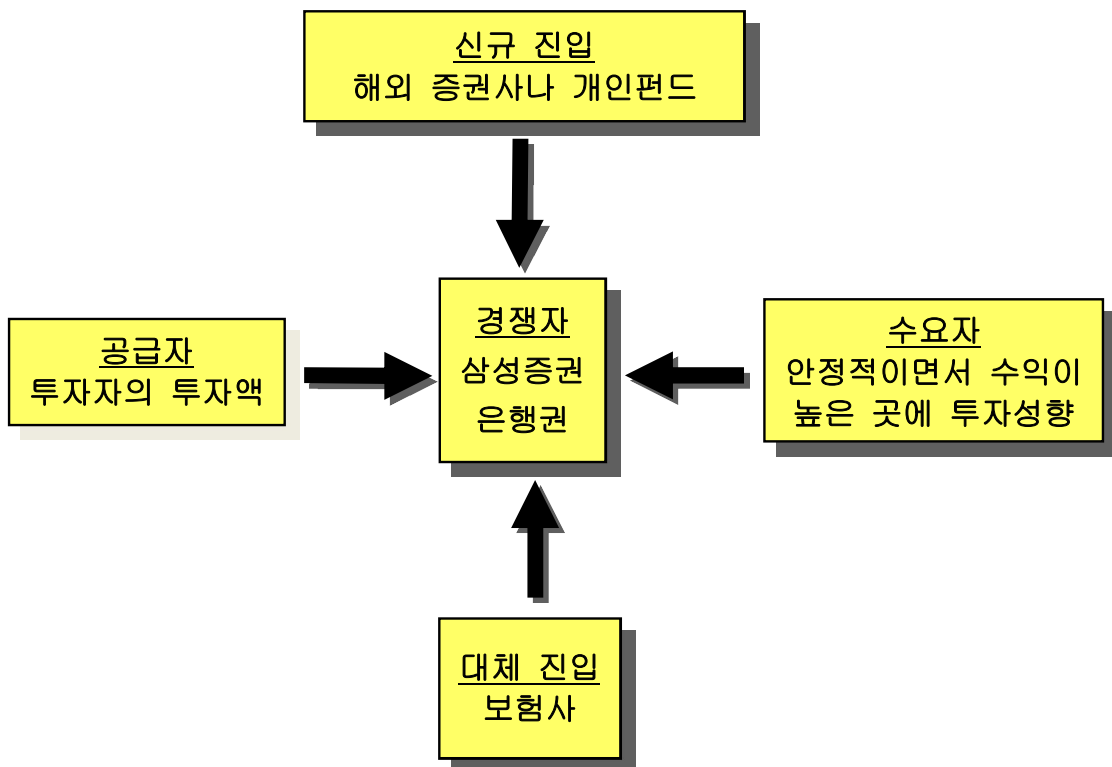 신규 진입
해외 증권사나 개인펀드
경쟁자
삼성증권
은행권
공급자
투자자의 투자액
수요자
안정적이면서 수익이
높은 곳에 투자성향
대체 진입
보험사